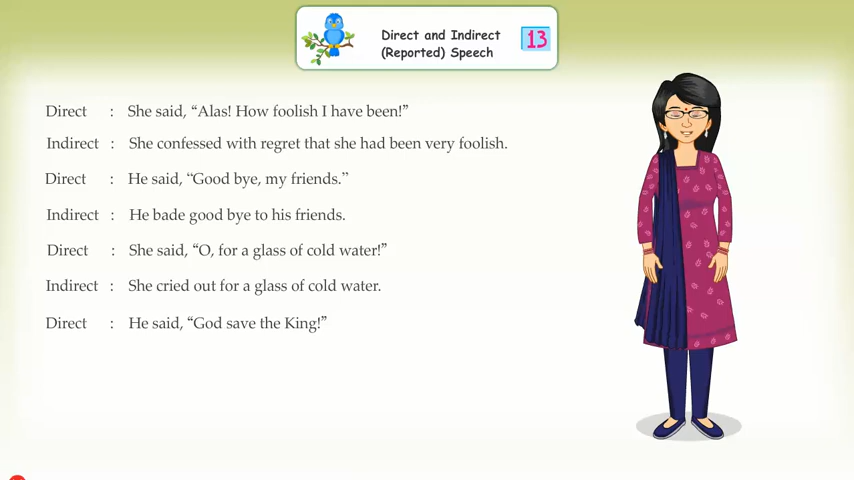 Direct and Indirect
(Reported) Speech
13
Direct : She said, “Alas! How foolish I have been!”
Indirect : She confessed with regret that she had been very foolish.
Direct : He said, “Good bye, my friends.”
Indirect : He bade good bye to his friends.
Direct : She said, “O, for a glass of cold water!”
Indirect : She cried out for a glass of cold water.
Direct : He said, “God save the King!”